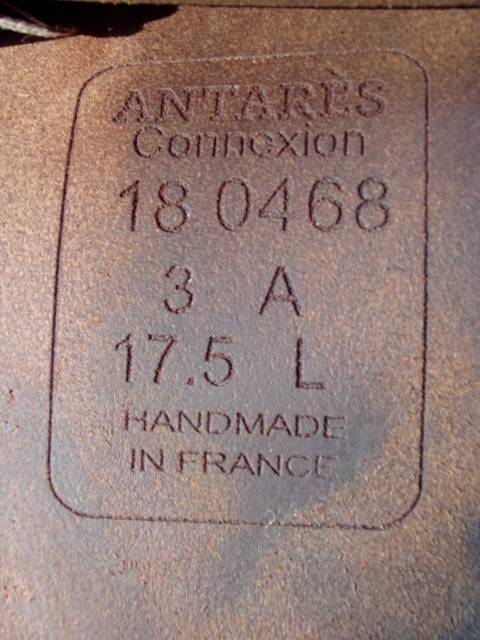 ANTARÈS
Connexion
18 0468
3 A
17.5 L
HANDMADE
IN FRANCE